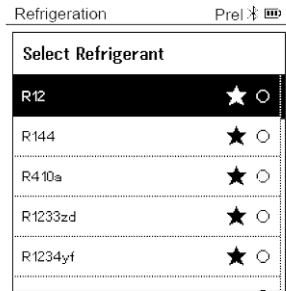 Refrigeration Prel
Select Refrigerant
R12
R144
R410a
R1233zd
R1234yf